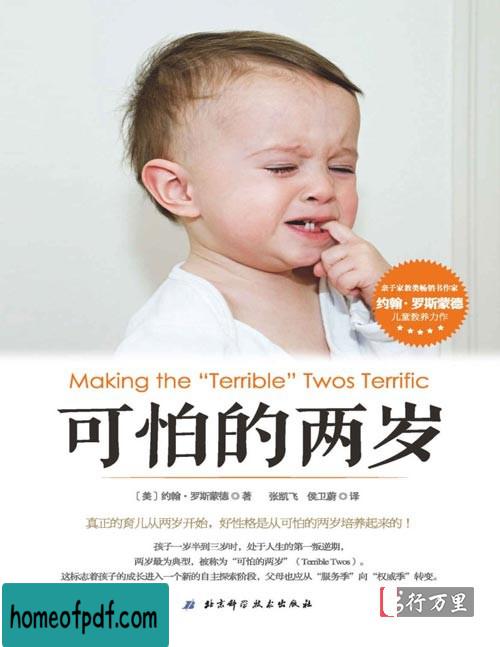 亲子家教类畅销书作家
约翰·罗斯蒙德
儿童教养力作
Making the “Terrible” Twos Terrific
可怕的两岸
[美]约翰·罗斯蒙德◎著 张凯飞 侯卫蔚◎译
真正的育儿从两岁开始,好性格是从可怕的两岁培养起来的!
孩子一岁半到三岁时,处于人生的第一叛逆期,
两岁最为典型,被称为“可怕的两岁”(Terrible Twos)。
这标志着孩子的成长进入一个新的自主探索阶段,父母也应从“服务季”向“权威季”转变。
北京科学技术出版社
行万里
homeofpdf.com